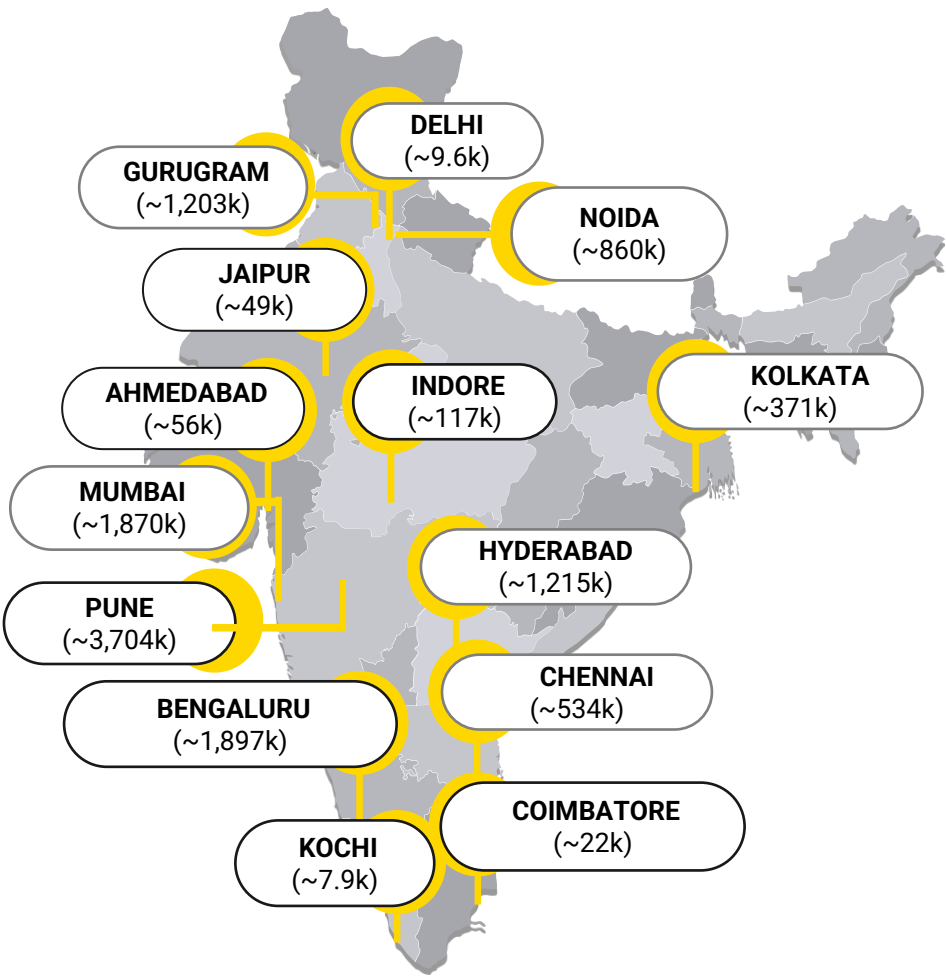 DELHI
(~9.6k)
GURUGRAM
(~1,203k)
NOIDA
(~860k)
JAIPUR
(~49k)
AHMEDABAD
(~56k)
INDORE
(~117k)
KOLKATA
(~371k)
MUMBAI
(~1,870k)
HYDERABAD
(~1,215k)
PUNE
(~3,704k)
CHENNAI
(~534k)
BENGALURU
(~1,897k)
COIMBATORE
(~22k)
KOCHI
(~7.9k)